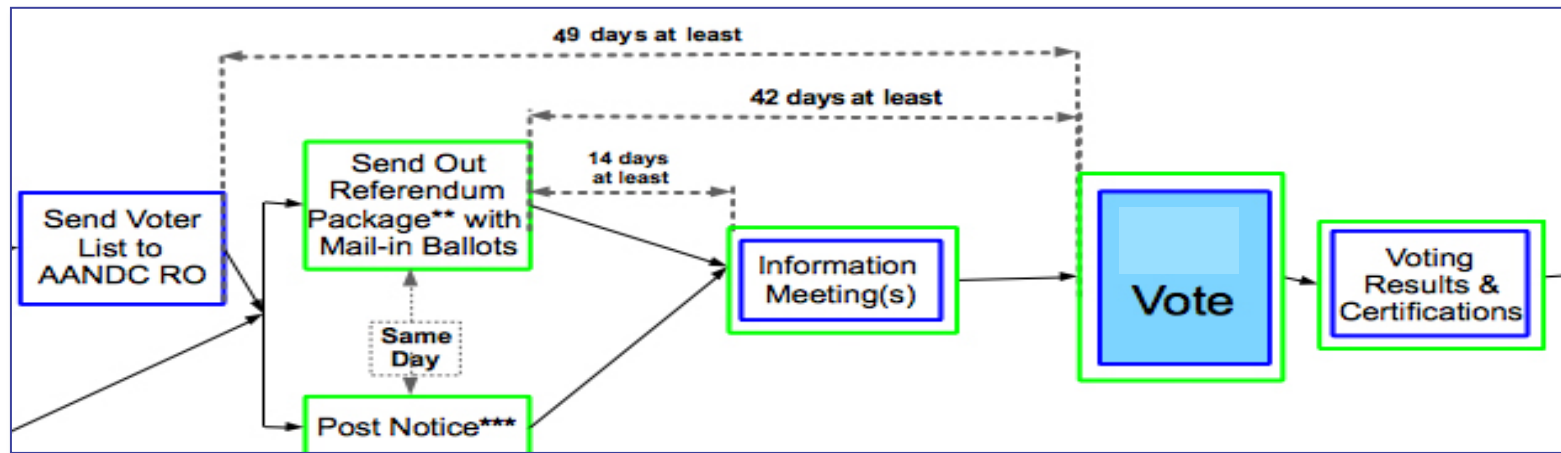 49 days at least
42 days at least
14 days
at least
Send Voter
List to
AANDC RO
Send Out
Referendum
Package** with
Mail-in Ballots
Same
Day
Post Notice***
Information
Meeting(s)
Vote
Voting
Results &
Certifications